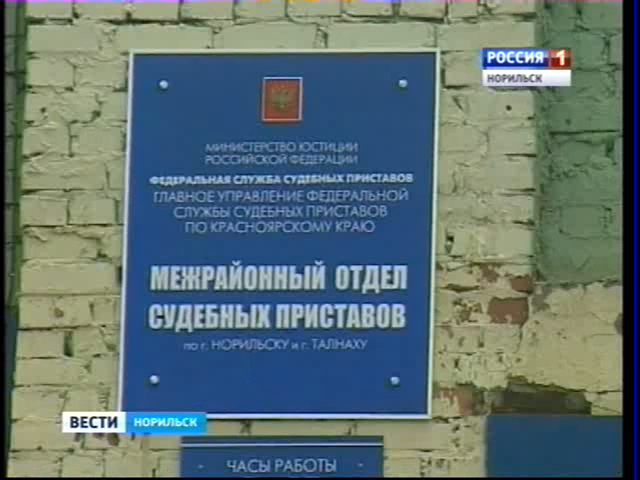 РОССИЯ 1
НОРИЛЬСК
МИНИСТЕРСТВО ЮСТИЦИИ
РОССИЙСКОЙ ФЕДЕРАЦИИ
ФЕДЕРАЛЬНАЯ СЛУЖБА СУДЕБНЫХ ПРИСТАВОВ
ГЛАВНОЕ УПРАВЛЕНИЕ ФЕДЕРАЛЬНОЙ
СЛУЖБЫ СУДЕБНЫХ ПРИСТАВОВ
ПО КРАСНОЯРСКОМУ КРАЮ
МЕЖРАЙОННЫЙ ОТДЕЛ
СУДЕБНЫХ ПРИСТАВОВ
по г. НОРИЛЬСКУ и г. ТАЛНАХУ
ВЕСТИ НОРИЛЬСК
- ЧАСЫ РАБОТЫ -